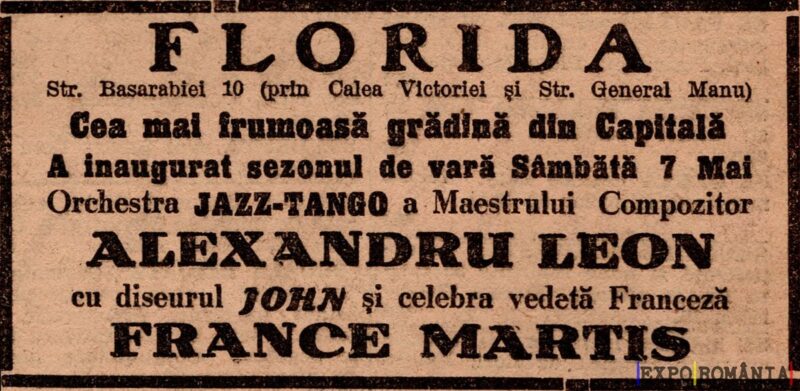 FLORIDA
Str. Basarabiei 10 (prin Calea Victoriei și Str. General Manu)
Cea mai frumoasă grădină din Capitală
A inaugurat sezonul de vară Sâmbătă 7 Mai
Orchestra JAZZ-TANGO a Maestrului Compozitor
ALEXANDRU LEON
cu diseurul JOHN și celebra vedetă Franceză
FRANCE MARTIS
EXPO ROMÂNIA